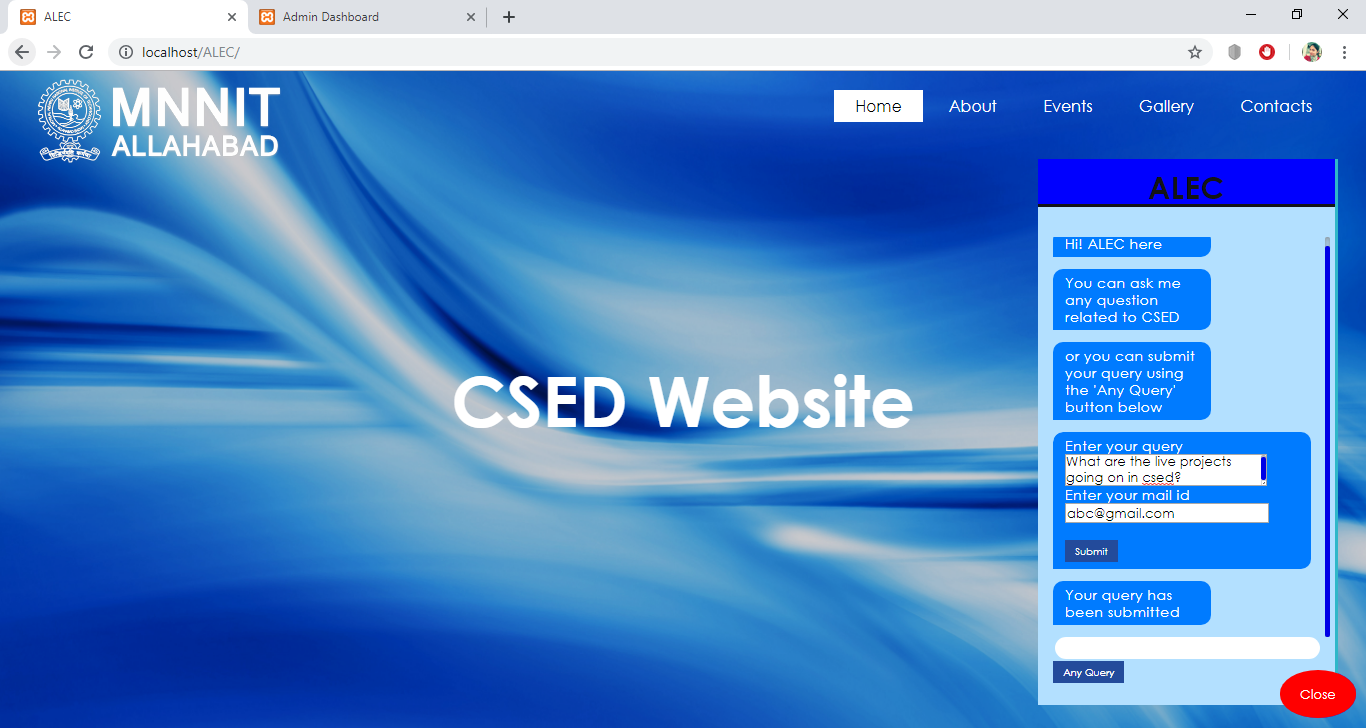 ALEC
Admin Dashboard
localhost/ALEC/
MNNIT
ALLAHABAD
Home
About
Events
Gallery
Contacts
CSED Website
ALEC
Hi! ALEC here
You can ask me
any question
related to CSED
or you can submit
your query using
the 'Any Query'
button below
Enter your query
What are the live projects
going on in csed?
Enter your mail id
abc@gmail.com
Submit
Your query has
been submitted
Any Query
Close